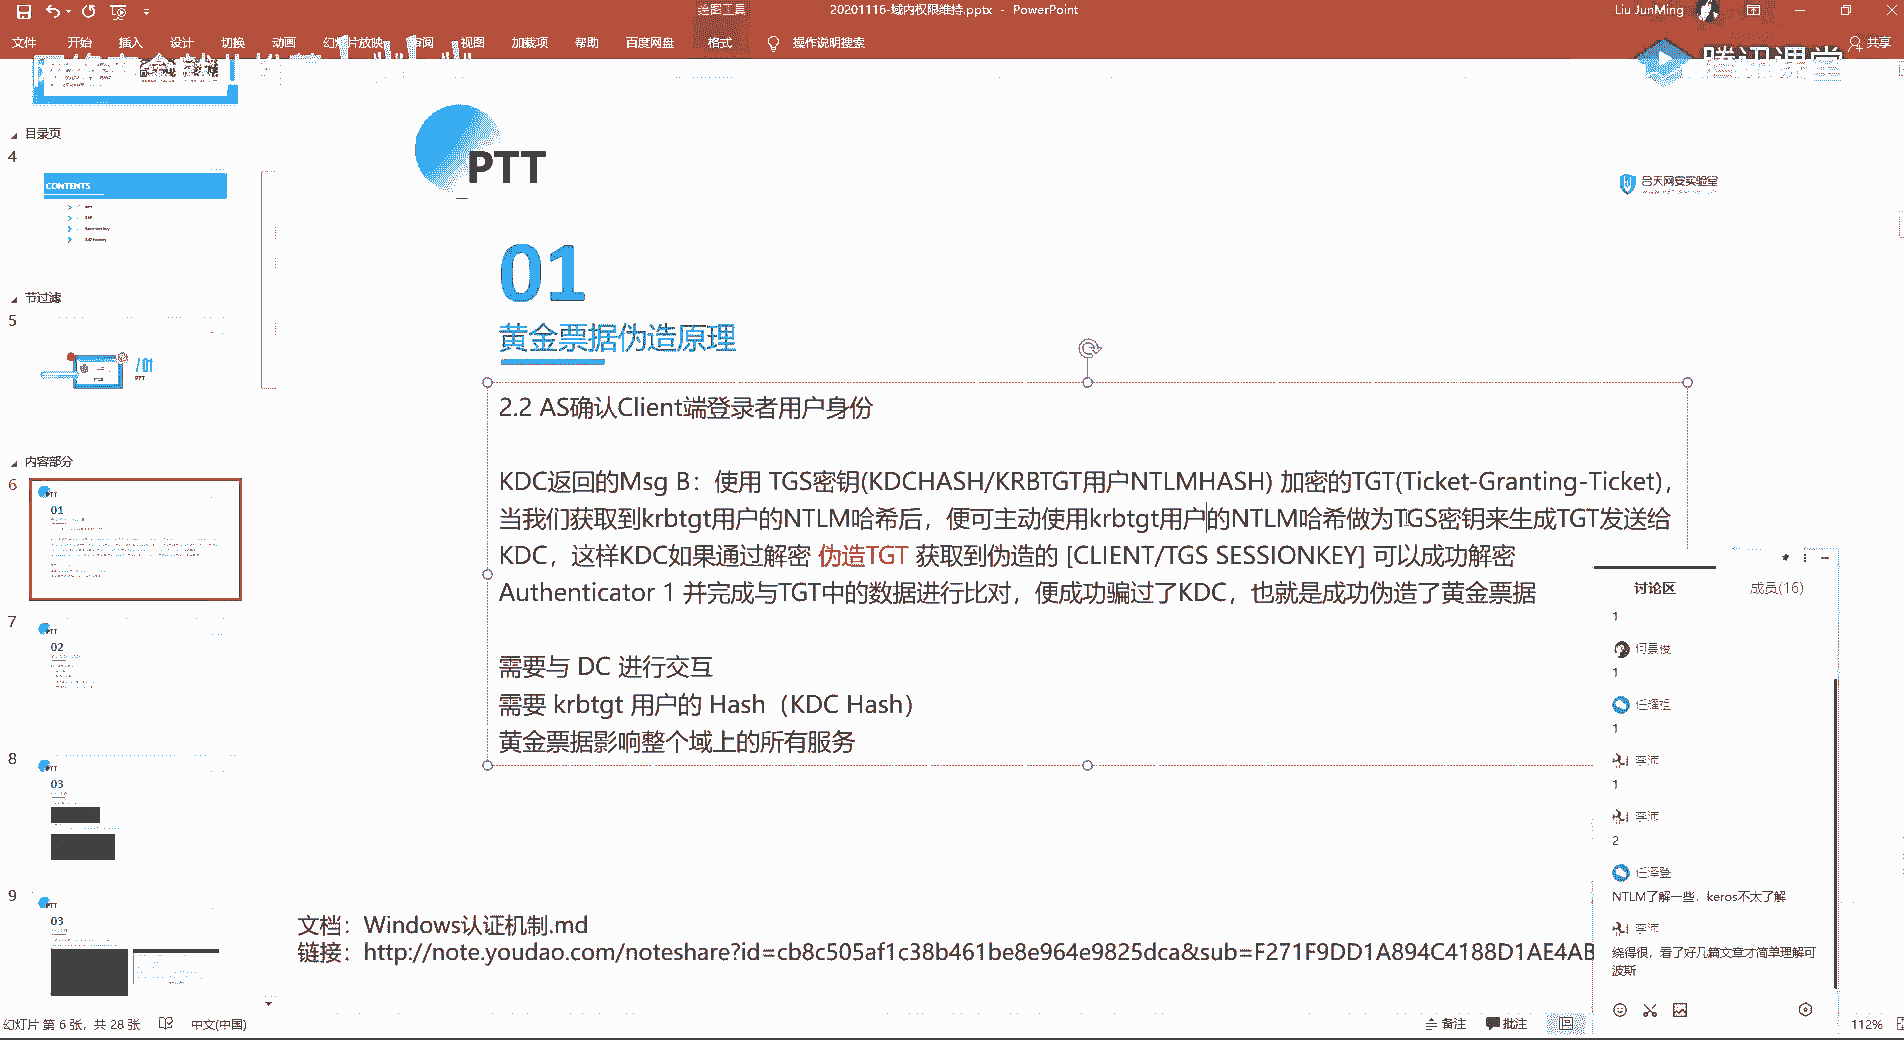 绘图工具
20201116-域内权限维持.pptx - PowerPoint
Liu JunMing
文件 开始 插入 设计 切换 动画 幻灯片放映 审阅 视图 加载项 帮助 百度网盘 格式 操作说明搜索
共享
腾讯课堂
目录页
4
CONTENTS
节过滤
5
/01
PTT
内容部分
6
PTT
01
7
PTT
02
8
PTT
03
9
PTT
03
PTT
合天网安实验室
01
黄金票据伪造原理
2.2 AS确认Client端登录者用户身份
KDC返回的Msg B：使用 TGS密钥(KDCHASH/KRBTGT用户NTLMHASH) 加密的TGT(Ticket-Granting-Ticket)，
当我们获取到krbtgt用户的NTLM哈希后，便可主动使用krbtgt用户的NTLM哈希做为TGS密钥来生成TGT发送给
KDC，这样KDC如果通过解密 伪造TGT 获取到伪造的 [CLIENT/TGS SESSIONKEY] 可以成功解密
Authenticator 1 并完成与TGT中的数据进行比对，便成功骗过了KDC，也就是成功伪造了黄金票据
需要与 DC 进行交互
需要 krbtgt 用户的 Hash（KDC Hash）
黄金票据影响整个域上的所有服务
文档：Windows认证机制.md
链接：http://note.youdao.com/noteshare?id=cb8c505af1c38b461be8e964e9825dca&sub=F271F9DD1A894C4188D1AE4AB
讨论区 成员(16)
1
何景俊
1
任耀祖
1
李沛
1
李沛
2
任泽登
NTLM了解一些，keros不太了解
李沛
绕得很，看了好几篇文章才简单理解可
波斯
幻灯片 第 6 张，共 28 张 中文(中国)
备注 批注 112%